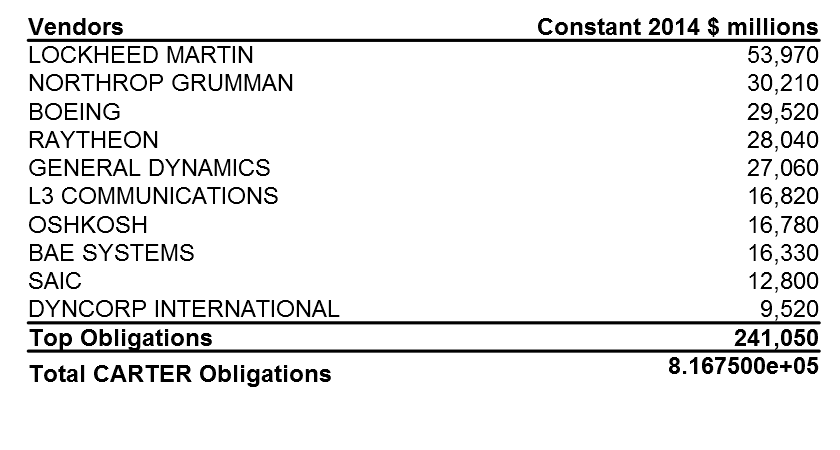 Vendors Constant 2014 $ millions
LOCKHEED MARTIN 53,970
NORTHROP GRUMMAN 30,210
BOEING 29,520
RAYTHEON 28,040
GENERAL DYNAMICS 27,060
L3 COMMUNICATIONS 16,820
OSHKOSH 16,780
BAE SYSTEMS 16,330
SAIC 12,800
DYNCORP INTERNATIONAL 9,520
Top Obligations 241,050
Total CARTER Obligations 8.167500e+05